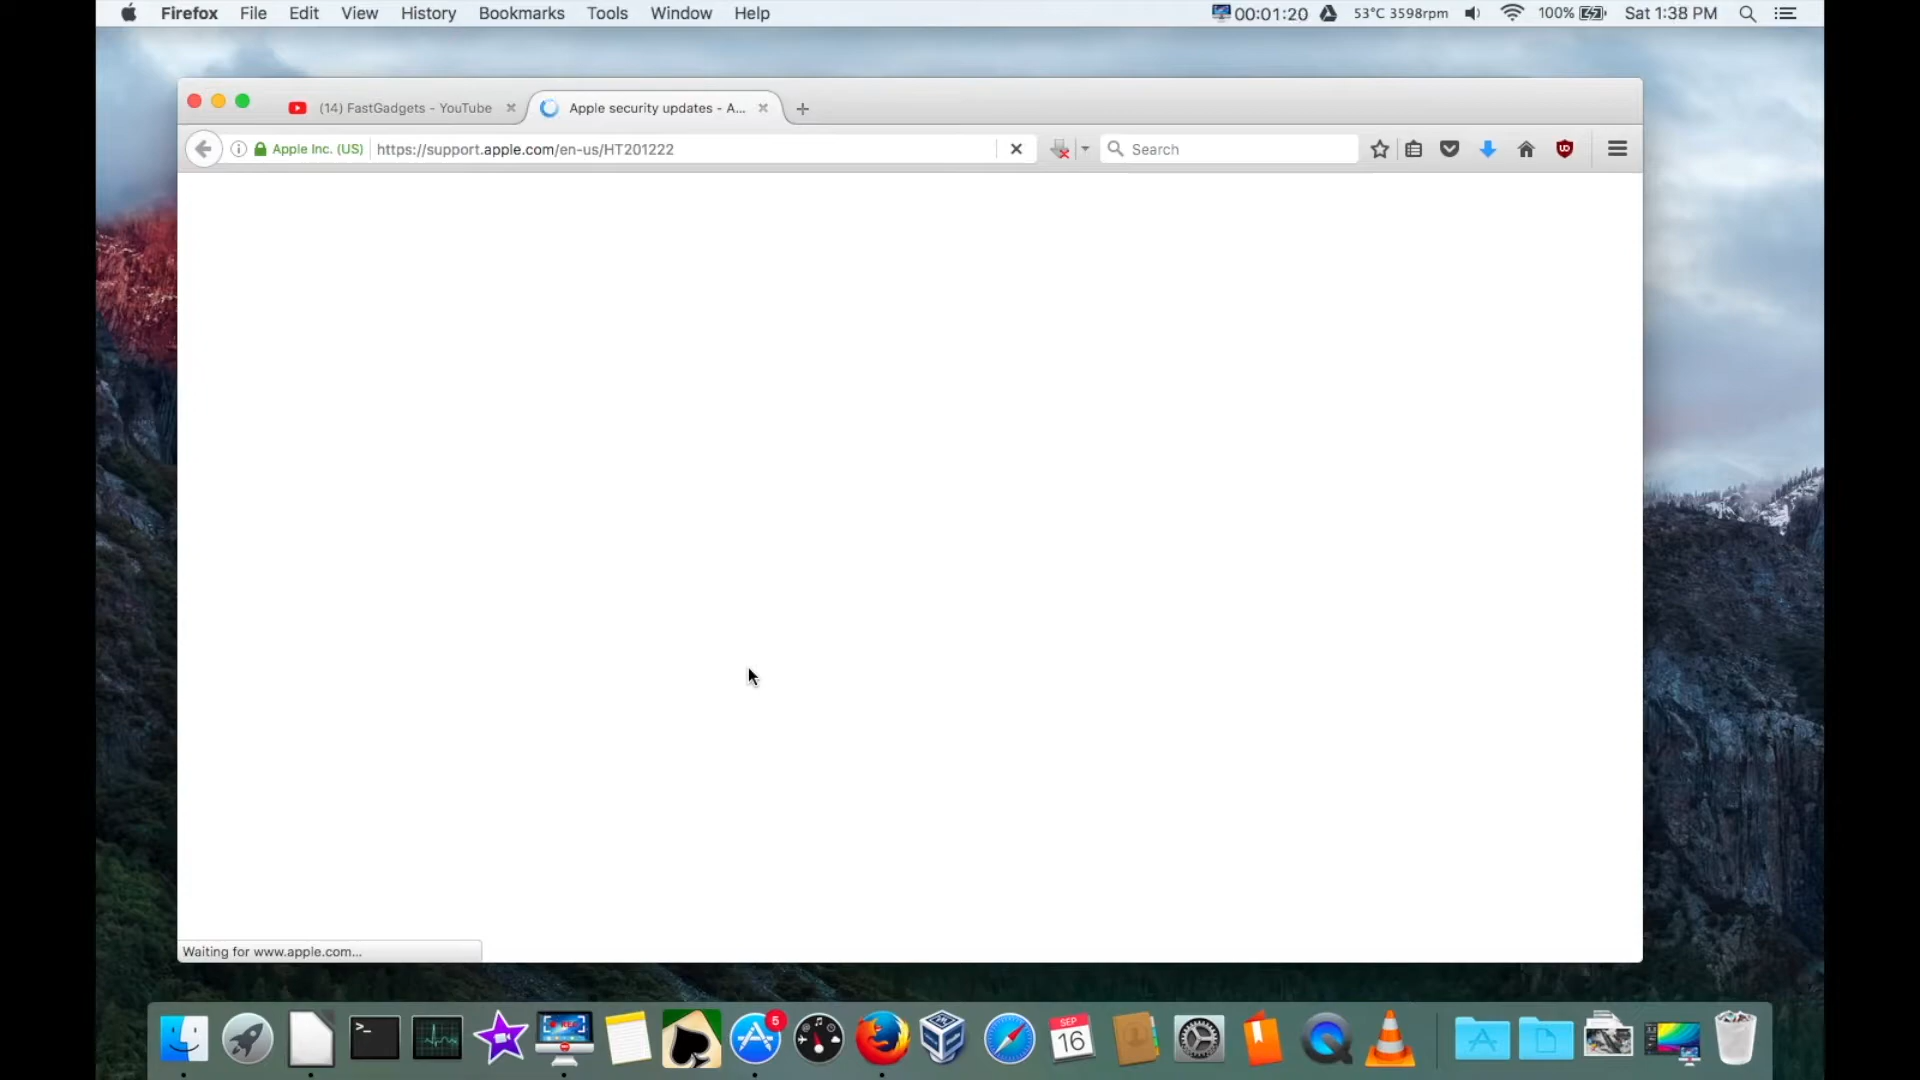 Firefox File Edit View History Bookmarks Tools Window Help 00:01:20 53°C 3598rpm 100% Sat 1:38 PM
(14) FastGadgets - YouTube Apple security updates - A...
Apple Inc. (US) https://support.apple.com/en-us/HT201222 Search
Waiting for www.apple.com...
5
SEP
16